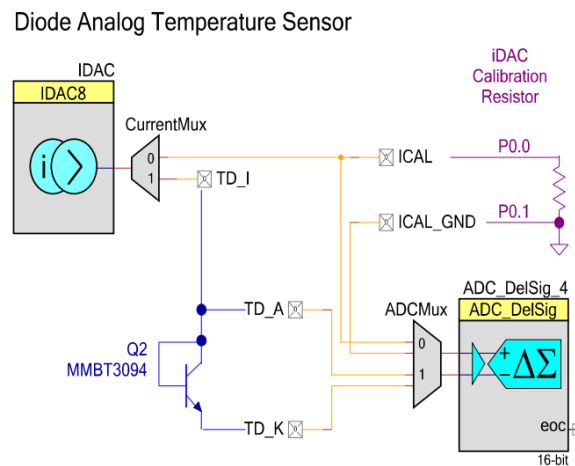 Diode Analog Temperature Sensor
IDAC
IDAC8
i
CurrentMux
0
1
TD_I
iDAC
Calibration
Resistor
ICAL
P0.0
ICAL_GND
P0.1
ADC_DelSig_4
ADC_DelSig
ADCMux
0
1
+
-
ΔΣ
eoc
16-bit
TD_A
Q2
MMBT3094
TD_K